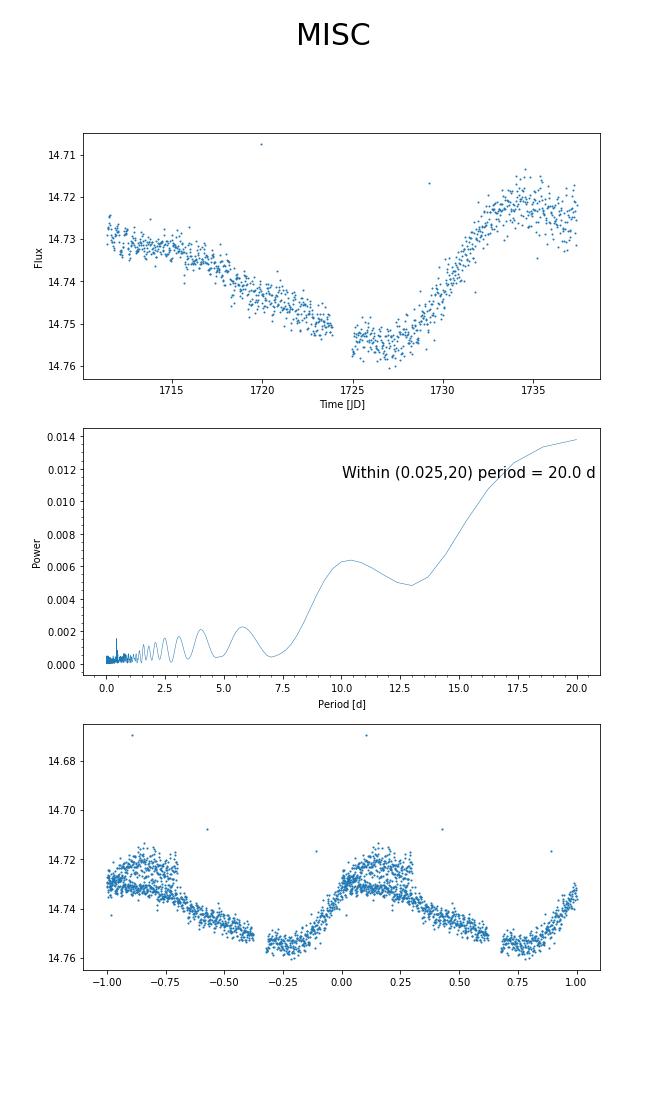 MISC
14.71
14.72
14.73
14.74
14.75
14.76
Flux
1715 1720 1725 1730 1735
Time [JD]
0.014
0.012
0.010
0.008
0.006
0.004
0.002
0.000
Power
Within (0.025,20) period = 20.0 d
0.0 2.5 5.0 7.5 10.0 12.5 15.0 17.5 20.0
Period [d]
14.68
14.70
14.72
14.74
14.76
−1.00 −0.75 −0.50 −0.25 0.00 0.25 0.50 0.75 1.00